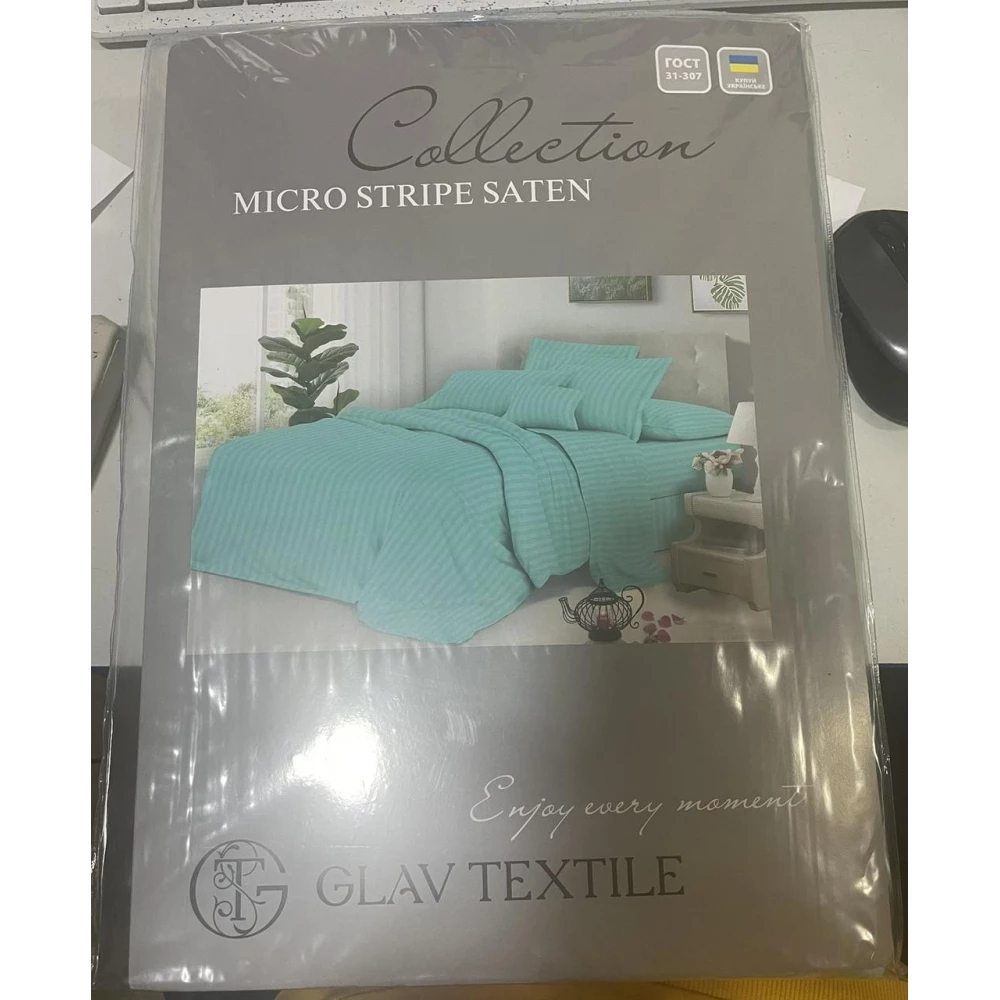 ГОСТ
31-307
КУПУЙ
УКРАЇНСЬКЕ
Collection
MICRO STRIPE SATEN
Enjoy every moment
GLAV TEXTILE